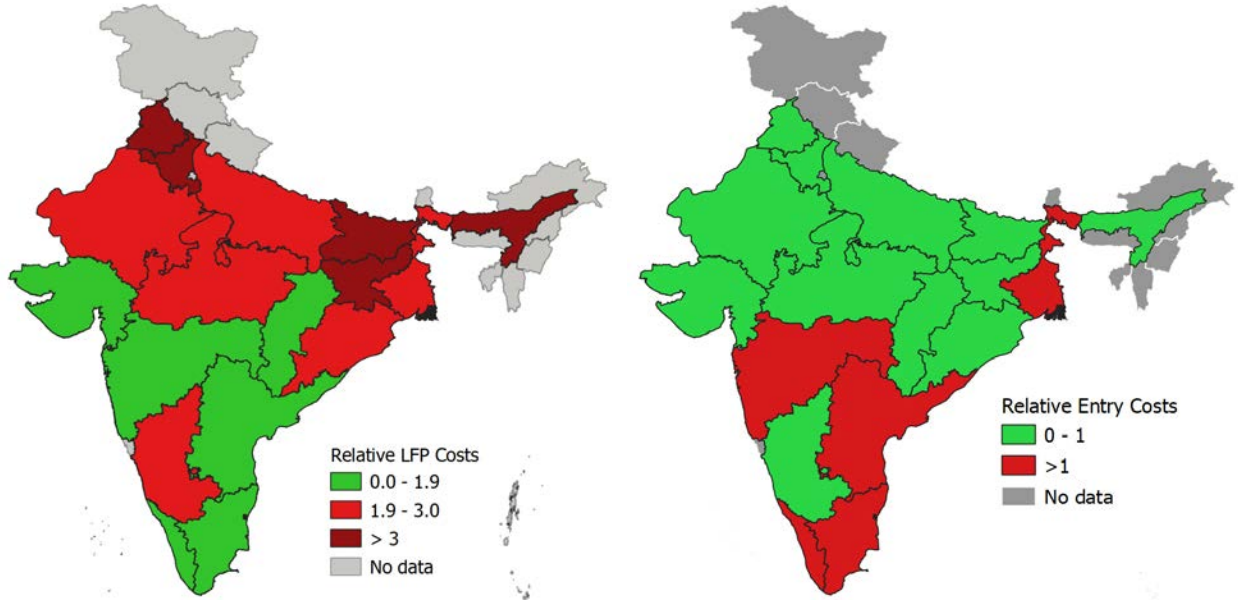 Relative LFP Costs
0.0 - 1.9
1.9 - 3.0
> 3
No data
Relative Entry Costs
0 - 1
>1
No data